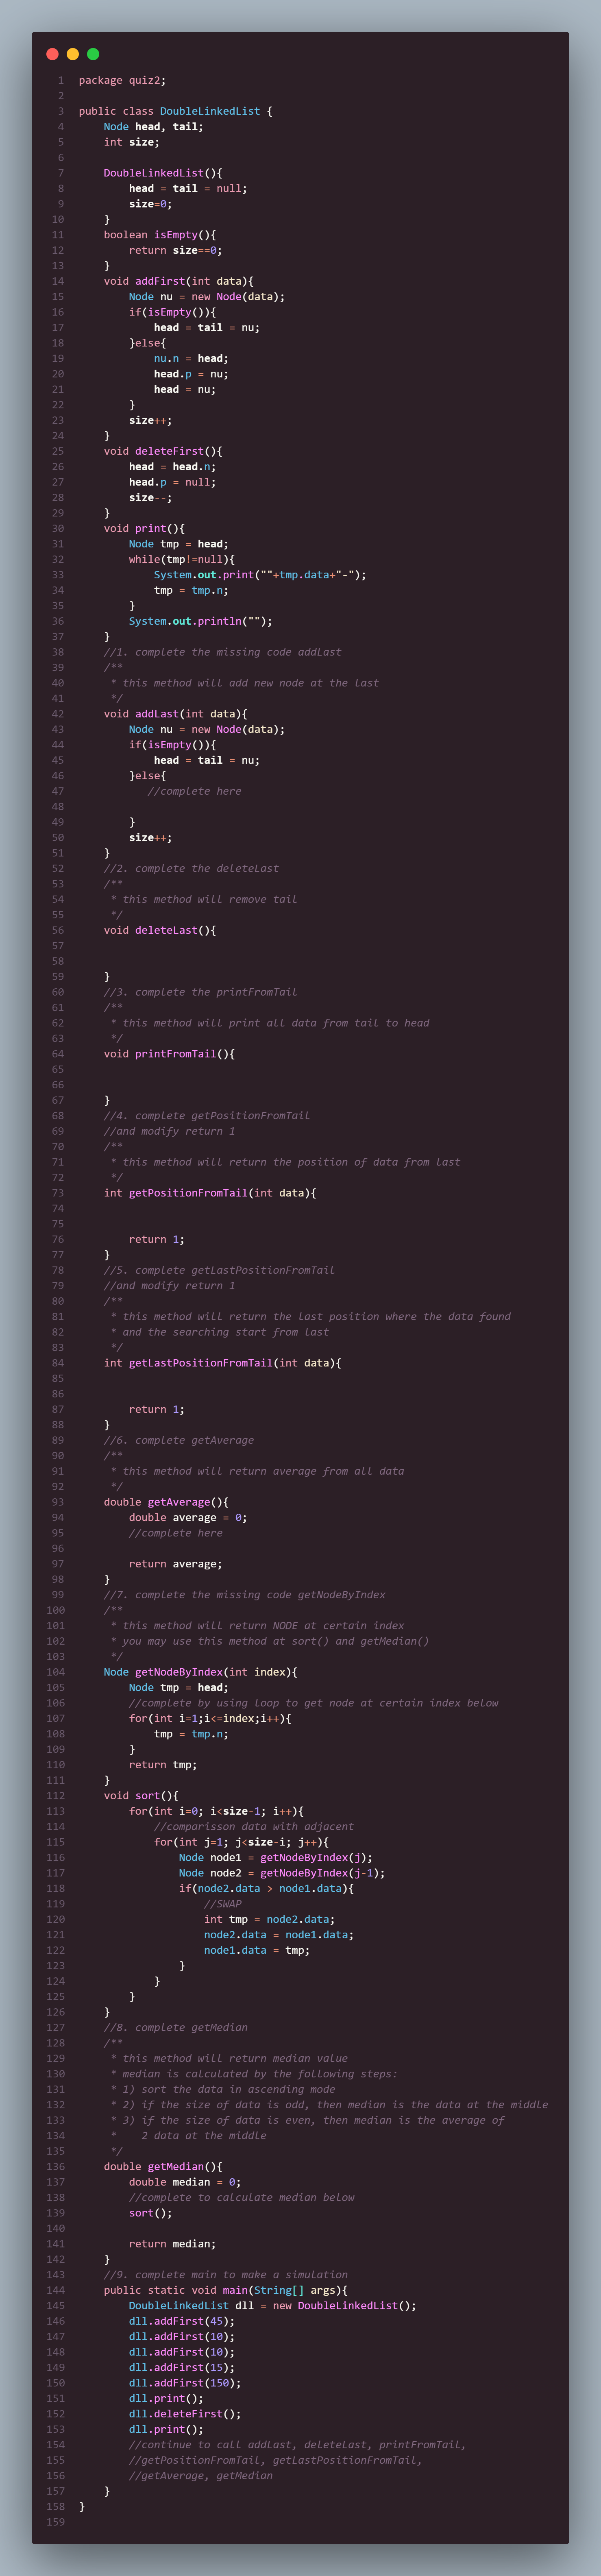 1 package quiz2;
2
3 public class DoubleLinkedList {
4     Node head, tail;
5     int size;
6
7     DoubleLinkedList(){
8         head = tail = null;
9         size=0;
10     }
11     boolean isEmpty(){
12         return size==0;
13     }
14     void addFirst(int data){
15         Node nu = new Node(data);
16         if(isEmpty()){
17             head = tail = nu;
18         }else{
19             nu.n = head;
20             head.p = nu;
21             head = nu;
22         }
23         size++;
24     }
25     void deleteFirst(){
26         head = head.n;
27         head.p = null;
28         size--;
29     }
30     void print(){
31         Node tmp = head;
32         while(tmp!=null){
33             System.out.print(""+tmp.data+"-");
34             tmp = tmp.n;
35         }
36         System.out.println("");
37     }
38     //1. complete the missing code addLast
39     /**
40      * this method will add new node at the last
41      */
42     void addLast(int data){
43         Node nu = new Node(data);
44         if(isEmpty()){
45             head = tail = nu;
46         }else{
47            //complete here
48
49         }
50         size++;
51     }
52     //2. complete the deleteLast
53     /**
54      * this method will remove tail
55      */
56     void deleteLast(){
57
58
59     }
60     //3. complete the printFromTail
61     /**
62      * this method will print all data from tail to head
63      */
64     void printFromTail(){
65
66
67     }
68     //4. complete getPositionFromTail
69     //and modify return 1
70     /**
71      * this method will return the position of data from last
72      */
73     int getPositionFromTail(int data){
74
75
76         return 1;
77     }
78     //5. complete getLastPositionFromTail
79     //and modify return 1
80     /**
81      * this method will return the last position where the data found
82      * and the searching start from last
83      */
84     int getLastPositionFromTail(int data){
85
86
87         return 1;
88     }
89     //6. complete getAverage
90     /**
91      * this method will return average from all data
92      */
93     double getAverage(){
94         double average = 0;
95         //complete here
96
97         return average;
98     }
99     //7. complete the missing code getNodeByIndex
100     /**
101      * this method will return NODE at certain index
102      * you may use this method at sort() and getMedian()
103      */
104     Node getNodeByIndex(int index){
105         Node tmp = head;
106         //complete by using loop to get node at certain index below
107         for(int i=1;i<=index;i++){
108             tmp = tmp.n;
109         }
110         return tmp;
111     }
112     void sort(){
113         for(int i=0; i<size-1; i++){
114             //comparisson data with adjacent
115             for(int j=1; j<size-i; j++){
116                 Node node1 = getNodeByIndex(j);
117                 Node node2 = getNodeByIndex(j-1);
118                 if(node2.data > node1.data){
119                     //SWAP
120                     int tmp = node2.data;
121                     node2.data = node1.data;
122                     node1.data = tmp;
123                 }
124             }
125         }
126     }
127     //8. complete getMedian
128     /**
129      * this method will return median value
130      * median is calculated by the following steps:
131      * 1) sort the data in ascending mode
132      * 2) if the size of data is odd, then median is the data at the middle
133      * 3) if the size of data is even, then median is the average of
134      *    2 data at the middle
135      */
136     double getMedian(){
137         double median = 0;
138         //complete to calculate median below
139         sort();
140
141         return median;
142     }
143     //9. complete main to make a simulation
144     public static void main(String[] args){
145         DoubleLinkedList dll = new DoubleLinkedList();
146         dll.addFirst(45);
147         dll.addFirst(10);
148         dll.addFirst(10);
149         dll.addFirst(15);
150         dll.addFirst(150);
151         dll.print();
152         dll.deleteFirst();
153         dll.print();
154         //continue to call addLast, deleteLast, printFromTail,
155         //getPositionFromTail, getLastPositionFromTail,
156         //getAverage, getMedian
157     }
158 }
159